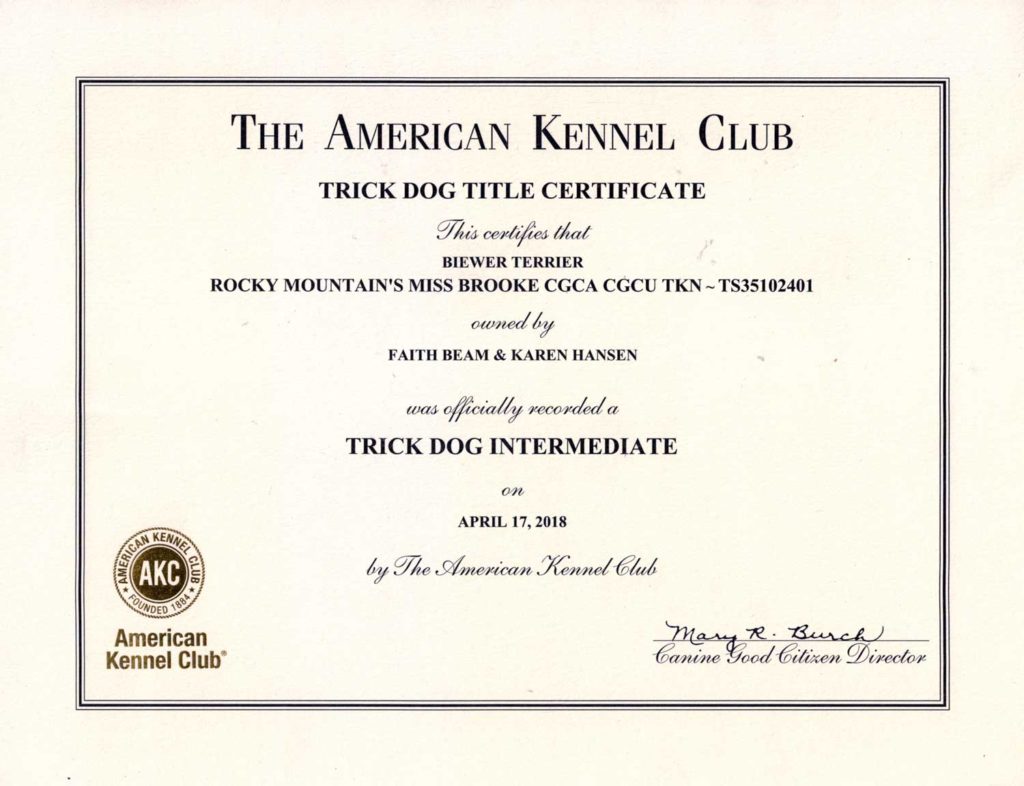 THE AMERICAN KENNEL CLUB
TRICK DOG TITLE CERTIFICATE
This certifies that
BIEWER TERRIER
ROCKY MOUNTAIN'S MISS BROOKE CGCA CGCU TKN ~ TS35102401
owned by
FAITH BEAM & KAREN HANSEN
was officially recorded a
TRICK DOG INTERMEDIATE
on
APRIL 17, 2018
by The American Kennel Club
AMERICAN KENNEL CLUB
AKC
FOUNDED 1884
American
Kennel Club®
Mary R. Burch
Canine Good Citizen Director